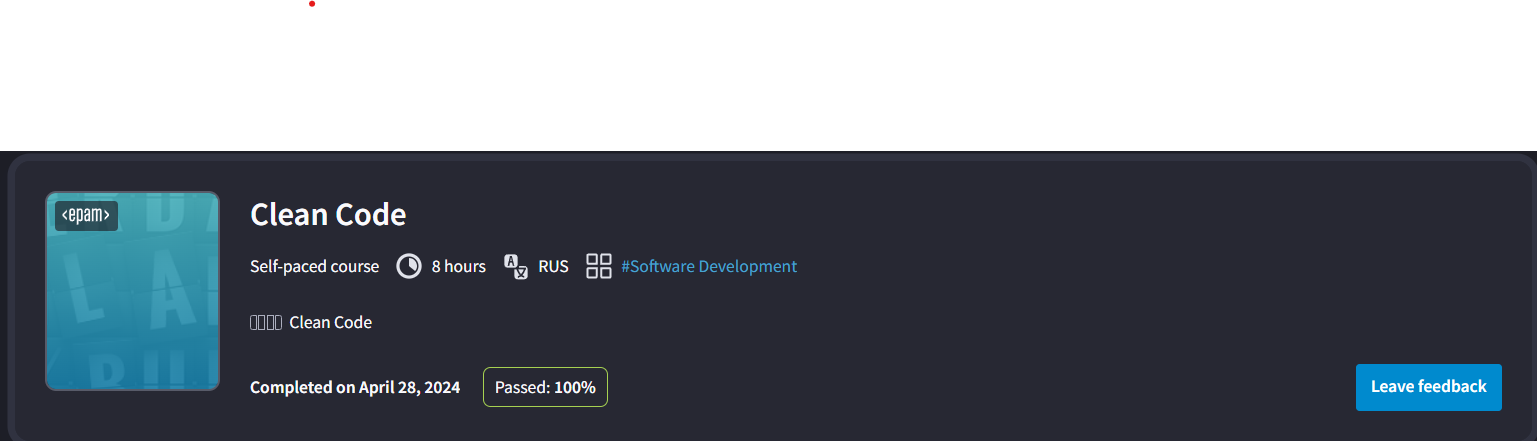 <epam>
Clean Code
Self-paced course 8 hours RUS #Software Development
Clean Code
Completed on April 28, 2024 Passed: 100%
Leave feedback